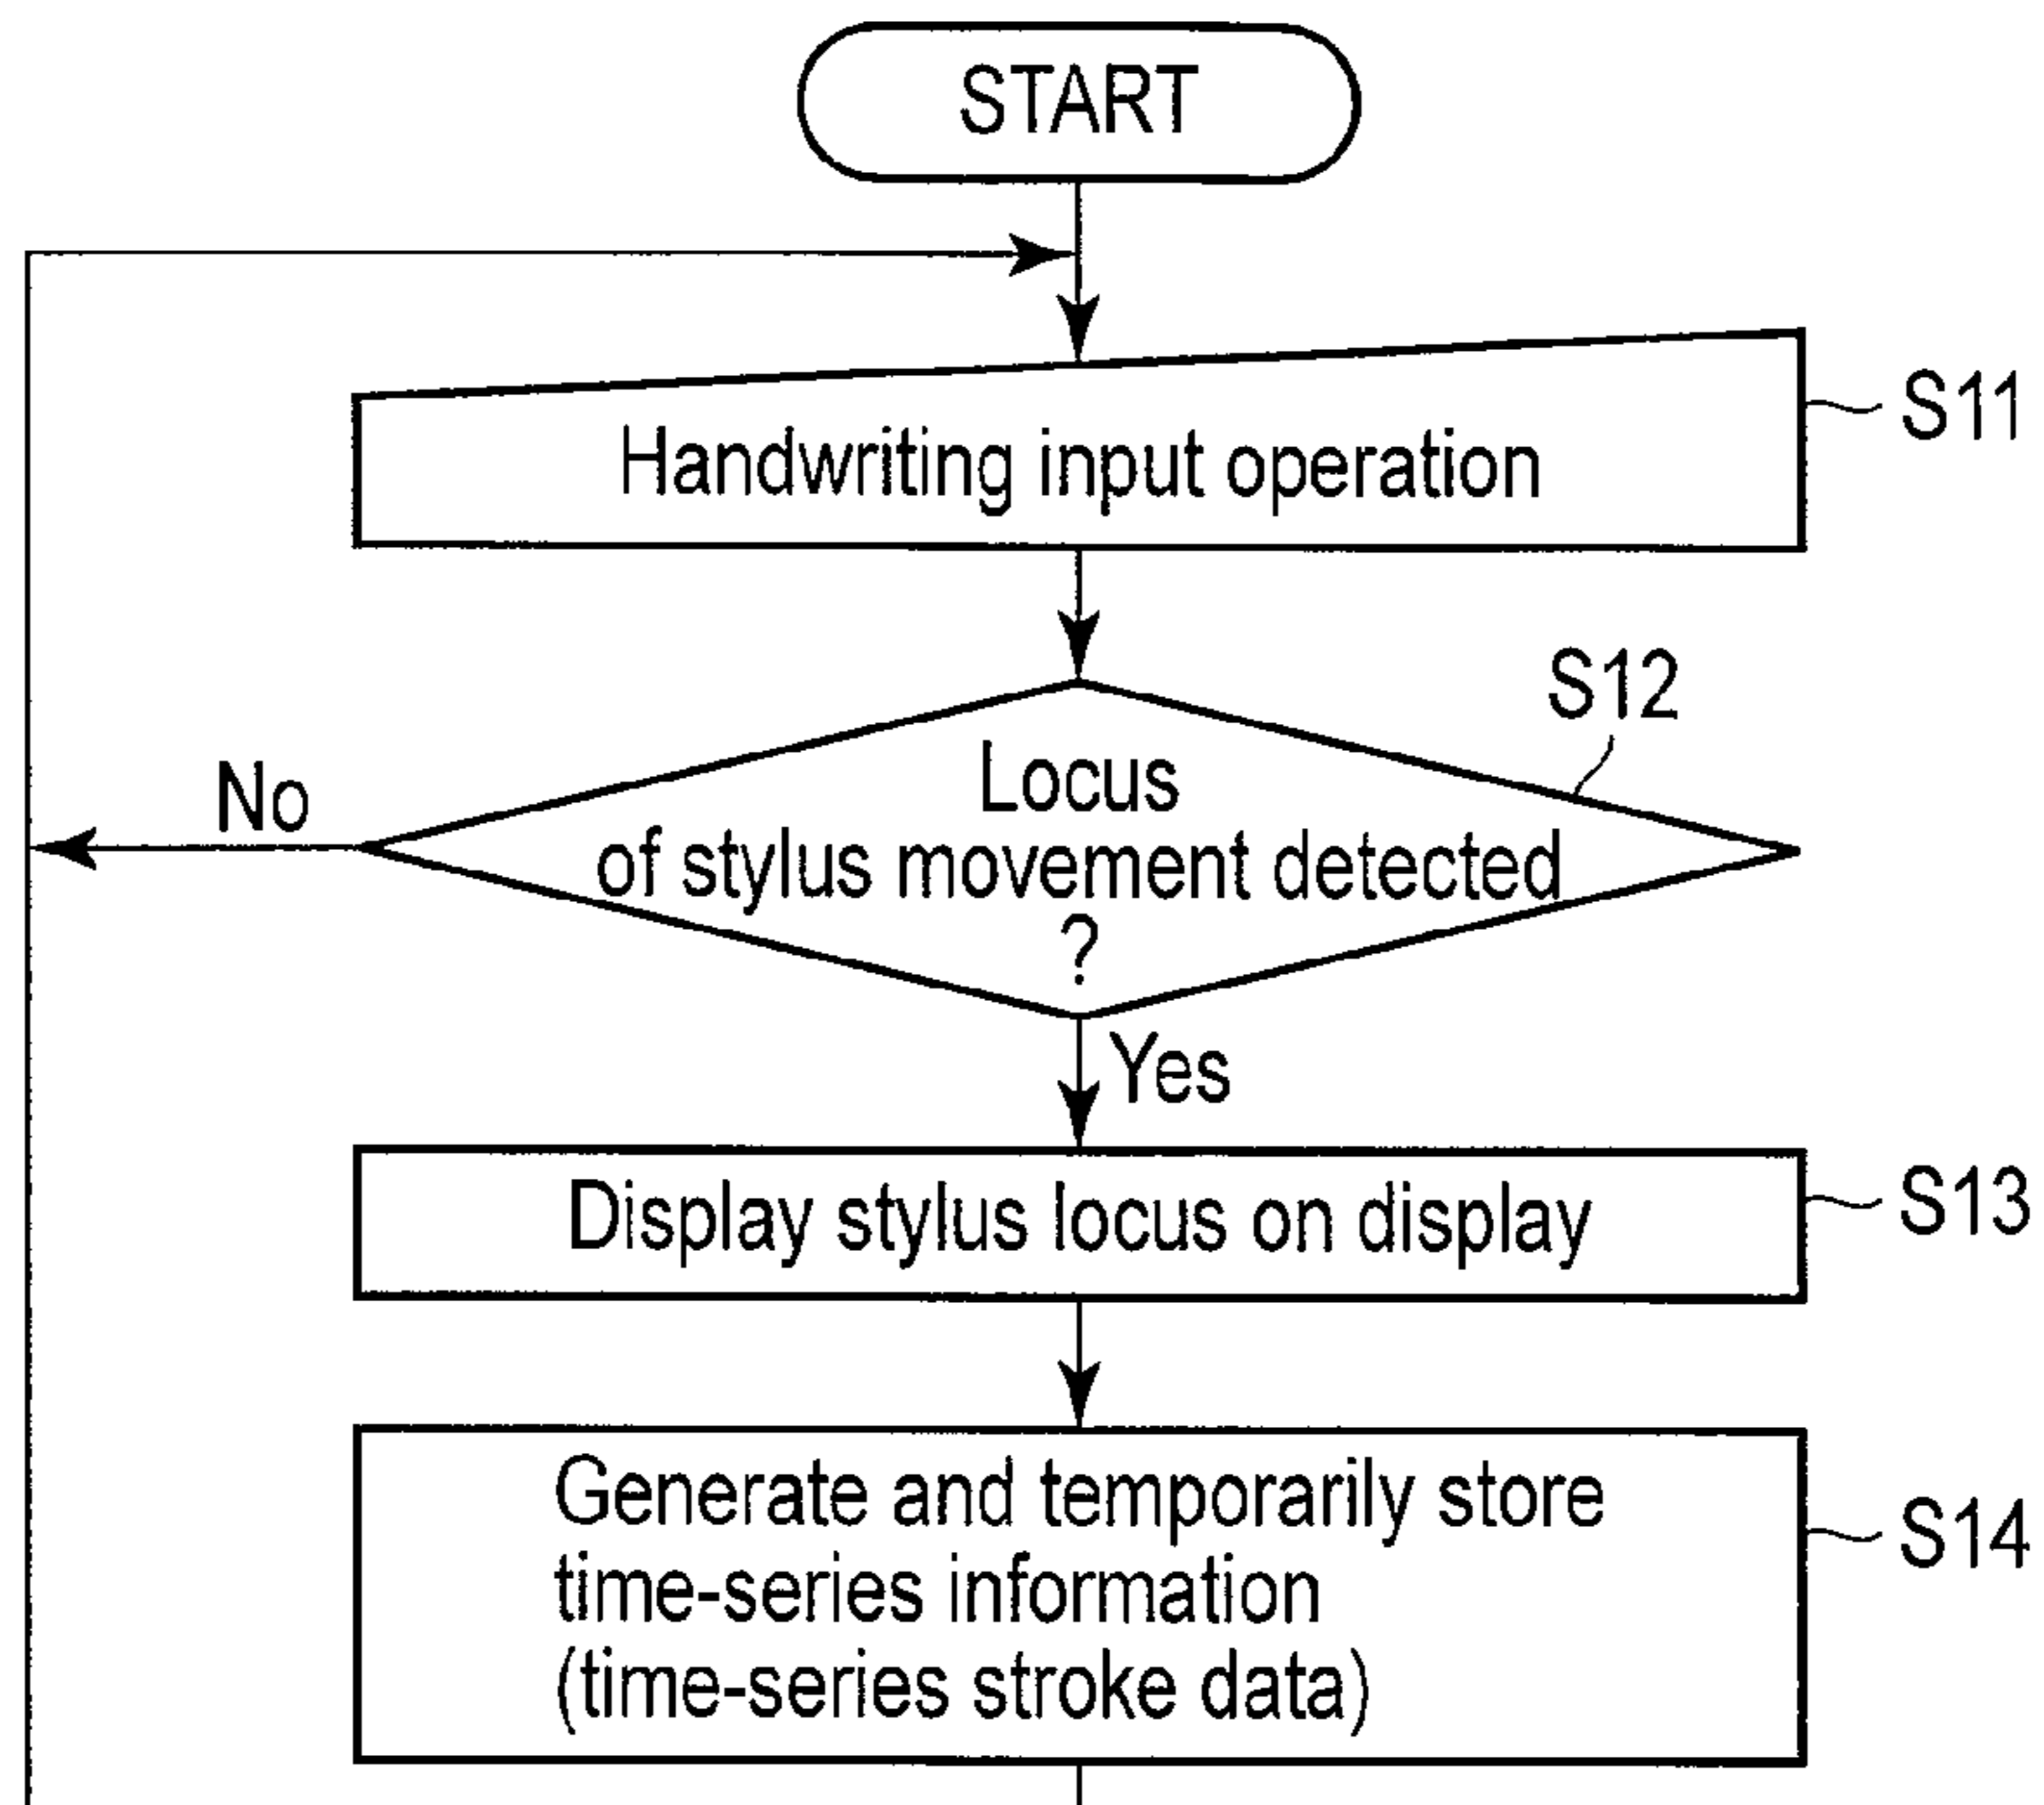 START
Handwriting input operation
S11
S12
Locus
of stylus movement detected
?
No
Yes
Display stylus locus on display
S13
Generate and temporarily store
time-series information
(time-series stroke data)
S14